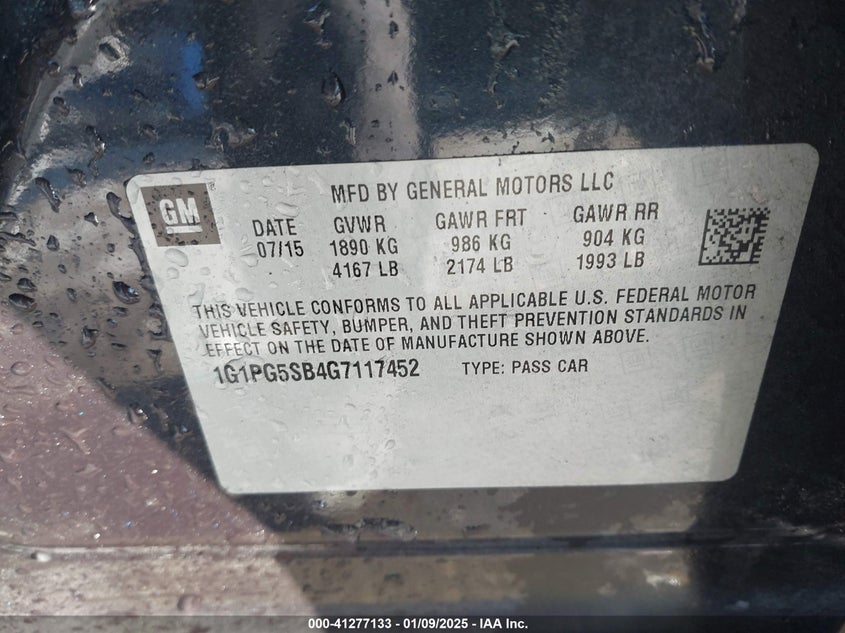 GM
MFD BY GENERAL MOTORS LLC
DATE GVWR GAWR FRT GAWR RR
07/15 1890 KG 986 KG 904 KG
4167 LB 2174 LB 1993 LB
THIS VEHICLE CONFORMS TO ALL APPLICABLE U.S. FEDERAL MOTOR
VEHICLE SAFETY, BUMPER, AND THEFT PREVENTION STANDARDS IN
EFFECT ON THE DATE OF MANUFACTURE SHOWN ABOVE.
1G1PG5SB4G7117452 TYPE: PASS CAR
000-41277133 - 01/09/2025 - IAA Inc.